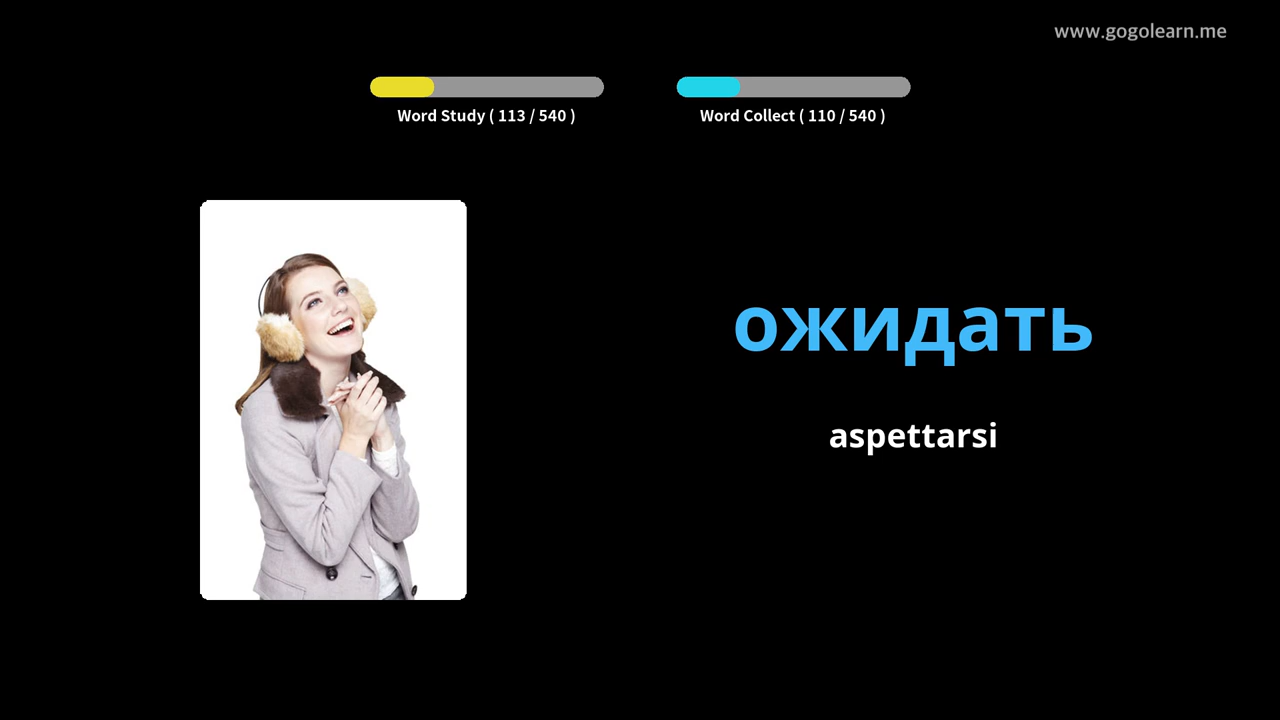 www.gogolearn.me
Word Study ( 113 / 540 )
Word Collect ( 110 / 540 )
ожидать
aspettarsi